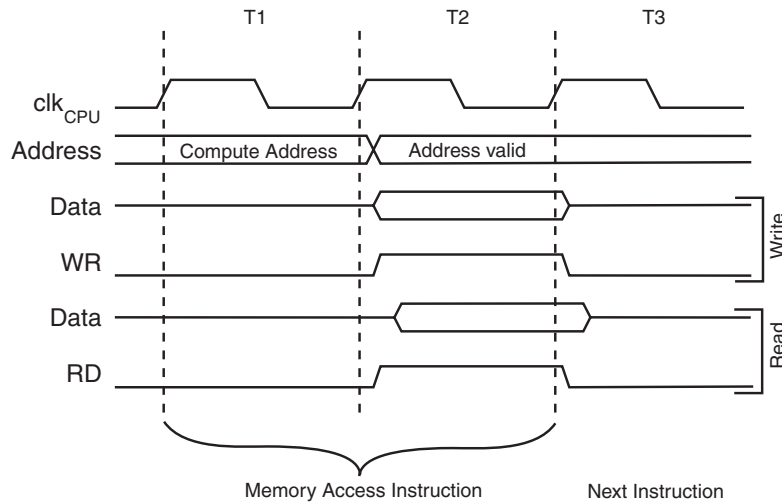 T1 T2 T3
clkCPU
Address Compute Address Address valid
Data
WR
Write
Data
RD
Read
Memory Access Instruction Next Instruction